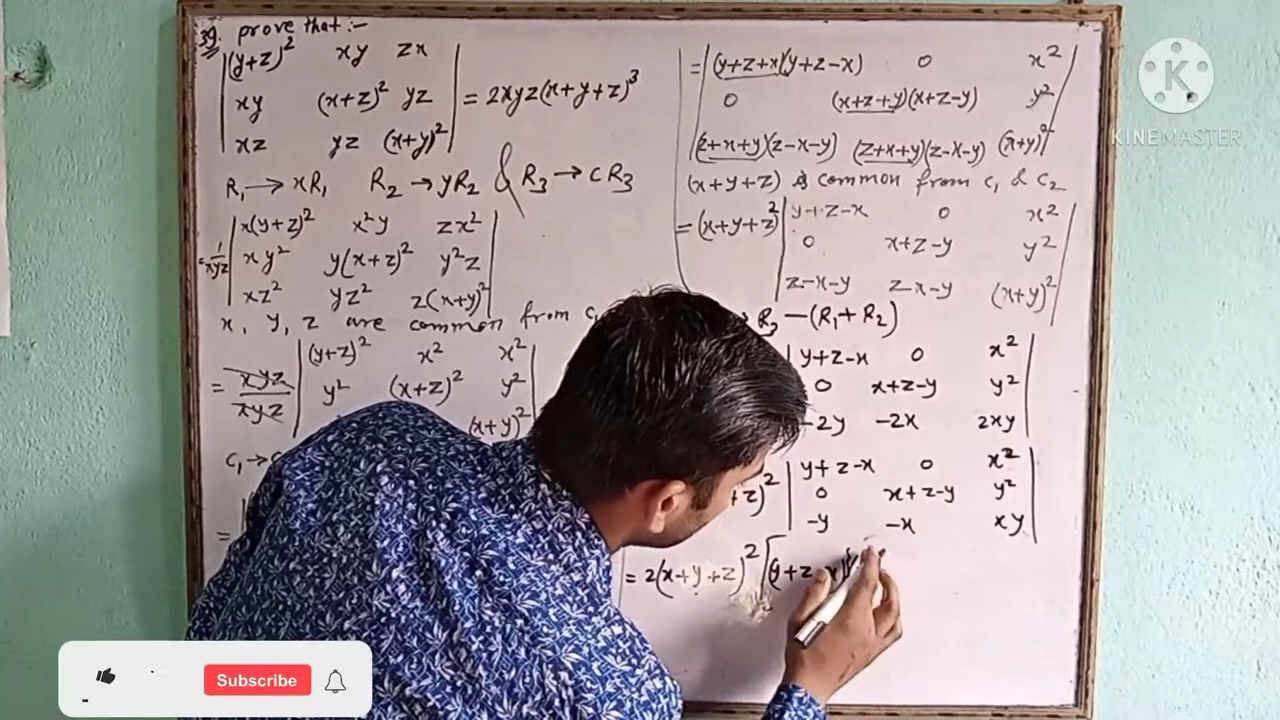 39. prove that :-
| (y+z)² xy zx |
| xy (x+z)² yz | = 2xyz(x+y+z)³
| xz yz (x+y)² |
R₁ → xR₁ R₂ → yR₂ & R₃ → cR₃
= 1/xyz | x(y+z)² x²y zx² |
| xy² y(x+z)² y²z |
| xz² yz² z(x+y)² |
x, y, z are common from c
= xyz/xyz | (y+z)² x² x² |
| y² (x+z)² y² |
(x+y)² |
C₁ →
=
= | (y+z+x)(y+z-x) 0 x² |
| 0 (x+z+y)(x+z-y) y² |
| (z+x+y)(z-x-y) (z+x+y)(z-x-y) (x+y)² |
(x+y+z) is common from C₁ & C₂
= (x+y+z)² | y+z-x 0 x² |
| 0 x+z-y y² |
| z-x-y z-x-y (x+y)² |
R₃ - (R₁ + R₂)
| y+z-x 0 x² |
| 0 x+z-y y² |
-2y -2x 2xy |
+z)² | y+z-x 0 x² |
| 0 x+z-y y² |
| -y -x xy |
= 2(x+y+z)² [(y+z-x){
K
KINEMASTER
Subscribe